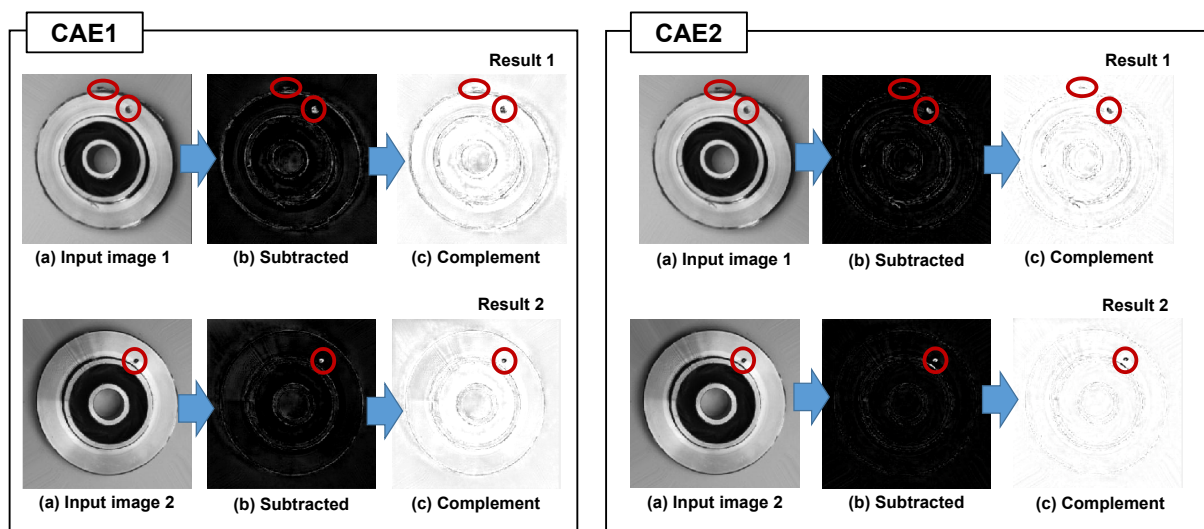 CAE1
Result 1
(a) Input image 1
(b) Subtracted
(c) Complement
Result 2
(a) Input image 2
(b) Subtracted
(c) Complement
CAE2
Result 1
(a) Input image 1
(b) Subtracted
(c) Complement
Result 2
(a) Input image 2
(b) Subtracted
(c) Complement